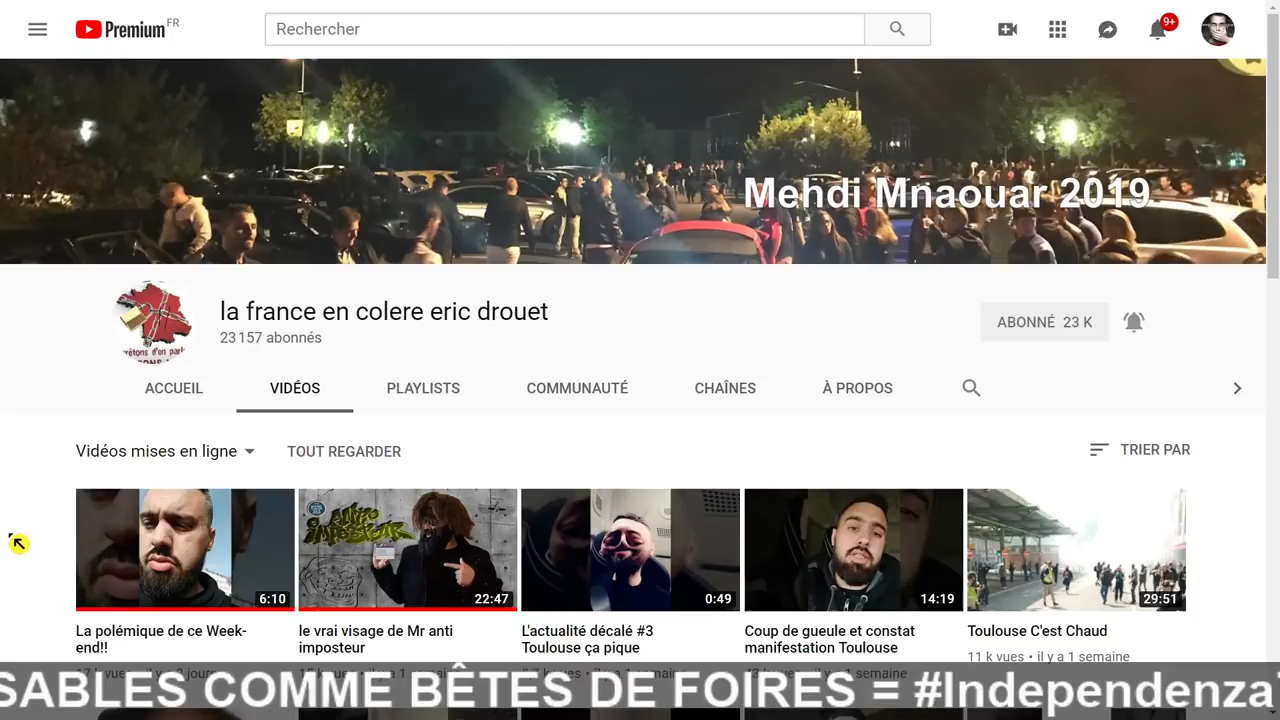 Premium FR
Rechercher
9+
Mehdi Mnaouar 2019
la france en colere eric drouet
23 157 abonnés
ABONNÉ 23 K
ACCUEIL
VIDÉOS
PLAYLISTS
COMMUNAUTÉ
CHAÎNES
À PROPOS
Vidéos mises en ligne
TOUT REGARDER
TRIER PAR
6:10
22:47
0:49
14:19
29:51
La polémique de ce Week-
end!!
le vrai visage de Mr anti
imposteur
L'actualité décalé #3
Toulouse ça pique
Coup de gueule et constat
manifestation Toulouse
Toulouse C'est Chaud
11 k vues • il y a 1 semaine
SABLES COMME BÊTES DE FOIRES = #Independenza